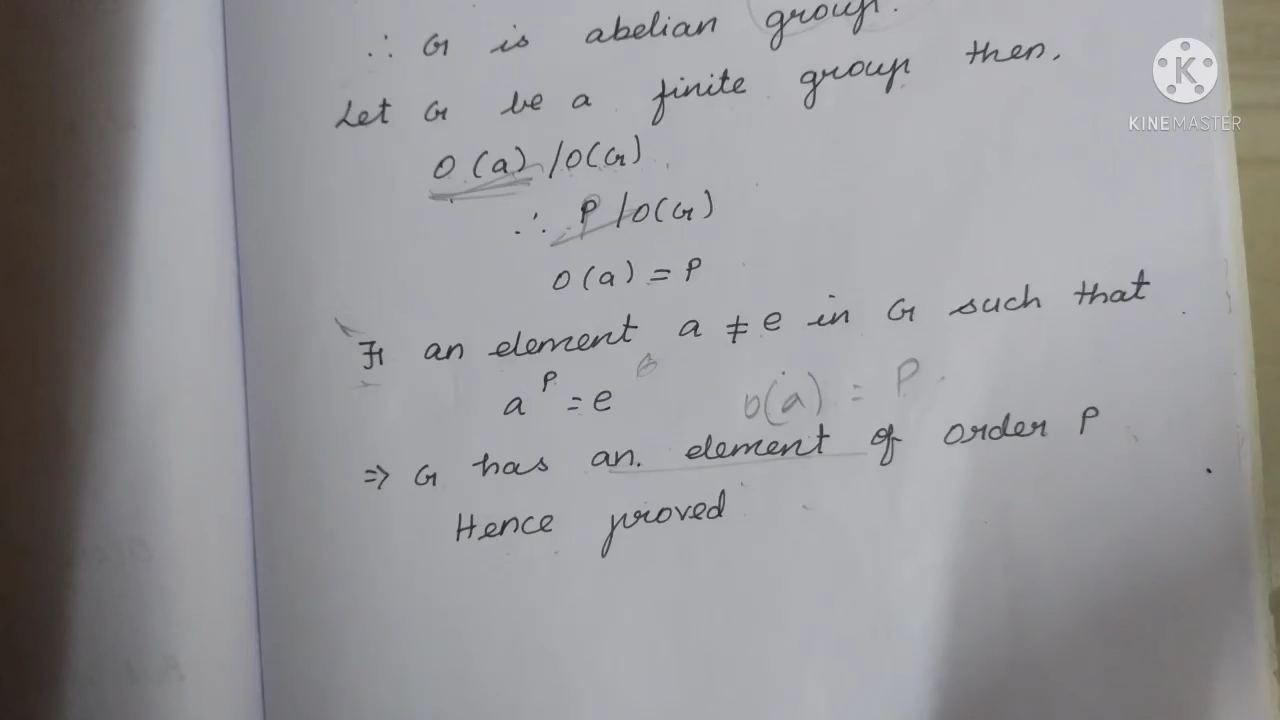 ∴ G is abelian group.
Let G be a finite group then.
O(a) / O(G)
∴ P / O(G)
O(a) = P
∃ an element a ≠ e in G such that
a^P = e O(a) = P.
⇒ G has an element of order P
Hence proved
K
KINEMASTER